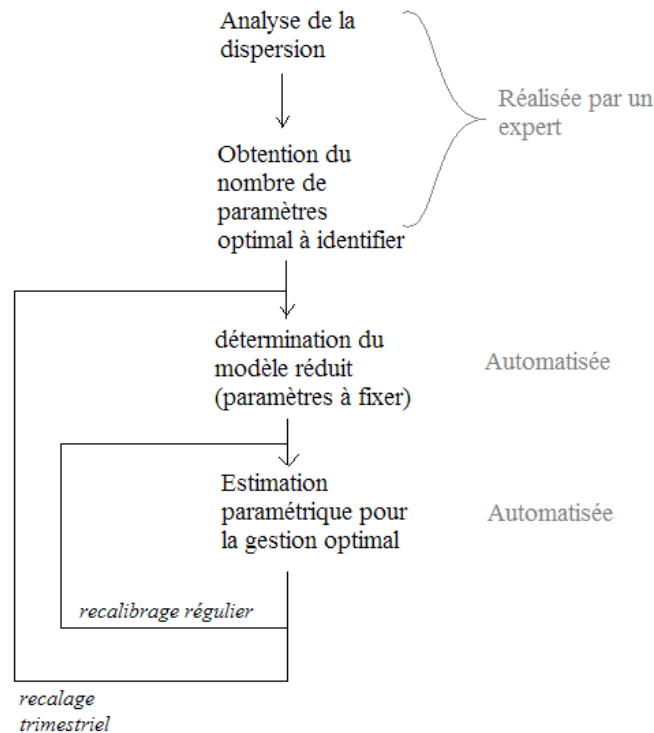 Analyse de la
dispersion
Réalisée par un
expert
Obtention du
nombre de
paramètres
optimal à identifier
détermination du
modèle réduit
(paramètres à fixer)
Automatisée
Estimation
paramétrique pour
la gestion optimal
Automatisée
recalibrage régulier
recalage
trimestriel